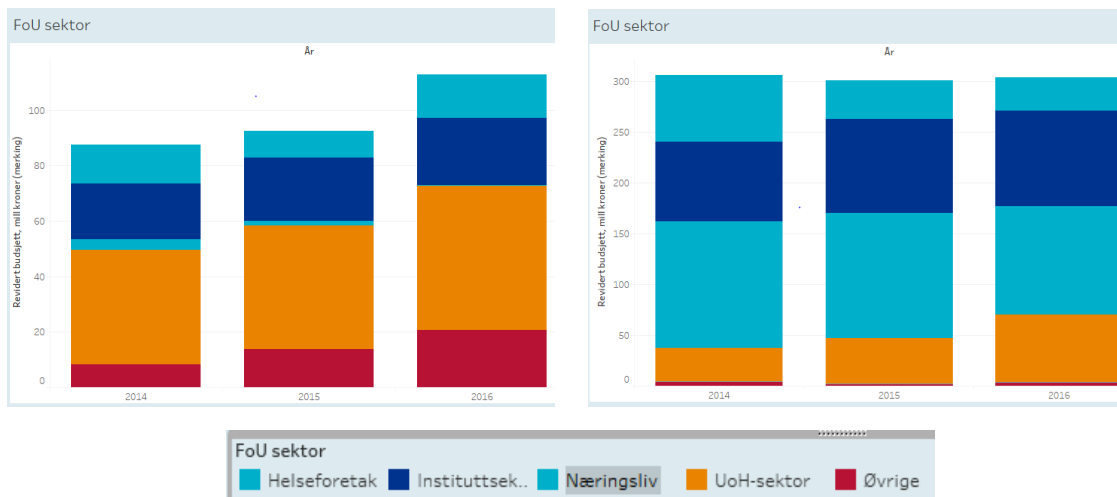 FoU sektor
År
Revidert budsjett, mill kroner (merking)
100
80
60
40
20
0
2014
2015
2016
FoU sektor
År
Revidert budsjett, mill kroner (merking)
300
250
200
150
100
50
0
2014
2015
2016
FoU sektor
Helseforetak Instituttsek.. Næringsliv UoH-sektor Øvrige